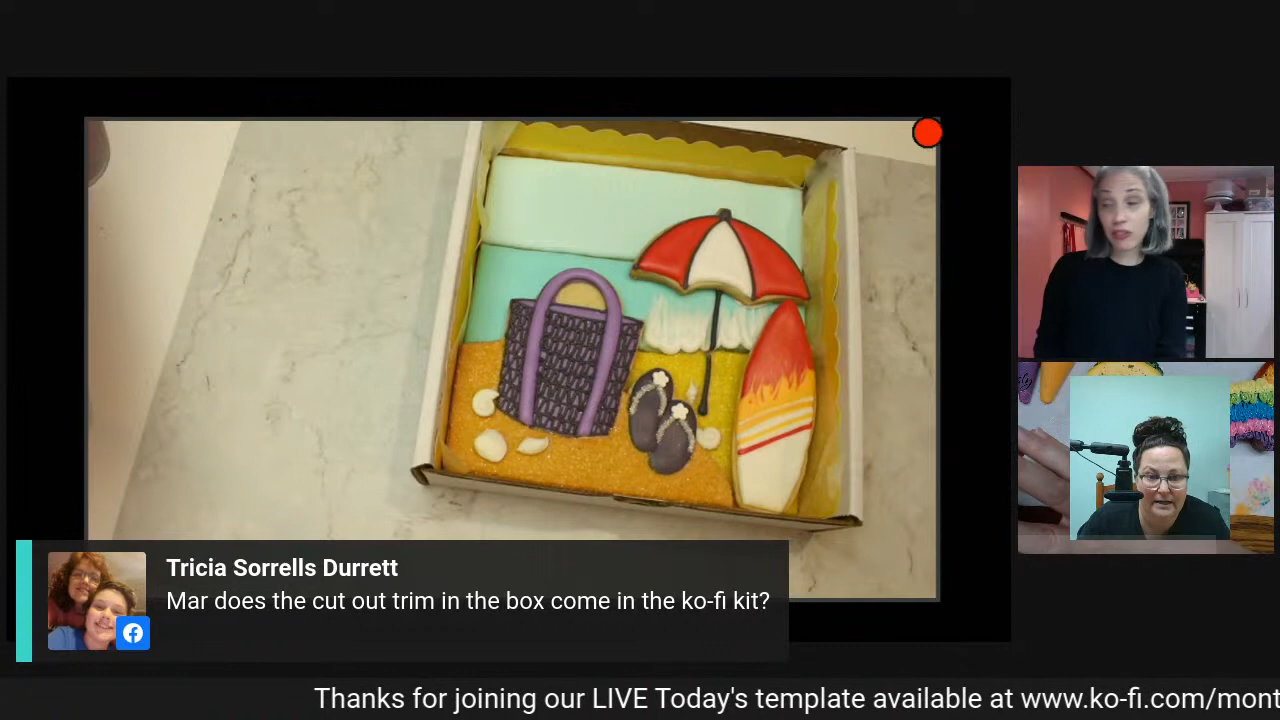 Tricia Sorrells Durrett
Mar does the cut out trim in the box come in the ko-fi kit?
Thanks for joining our LIVE Today's template available at www.ko-fi.com/mont